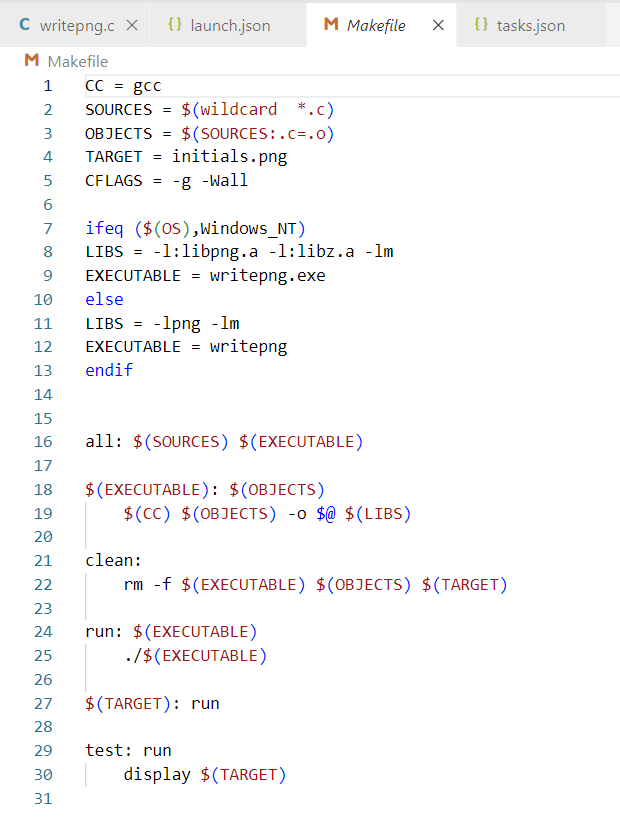 C writepng.c × {} launch.json M Makefile × {} tasks.json
M Makefile
1 CC = gcc
2 SOURCES = $(wildcard  *.c)
3 OBJECTS = $(SOURCES:.c=.o)
4 TARGET = initials.png
5 CFLAGS = -g -Wall
6
7 ifeq ($(OS),Windows_NT)
8 LIBS = -l:libpng.a -l:libz.a -lm
9 EXECUTABLE = writepng.exe
10 else
11 LIBS = -lpng -lm
12 EXECUTABLE = writepng
13 endif
14
15
16 all: $(SOURCES) $(EXECUTABLE)
17
18 $(EXECUTABLE): $(OBJECTS)
19     $(CC) $(OBJECTS) -o $@ $(LIBS)
20
21 clean:
22     rm -f $(EXECUTABLE) $(OBJECTS) $(TARGET)
23
24 run: $(EXECUTABLE)
25     ./$(EXECUTABLE)
26
27 $(TARGET): run
28
29 test: run
30     display $(TARGET)
31